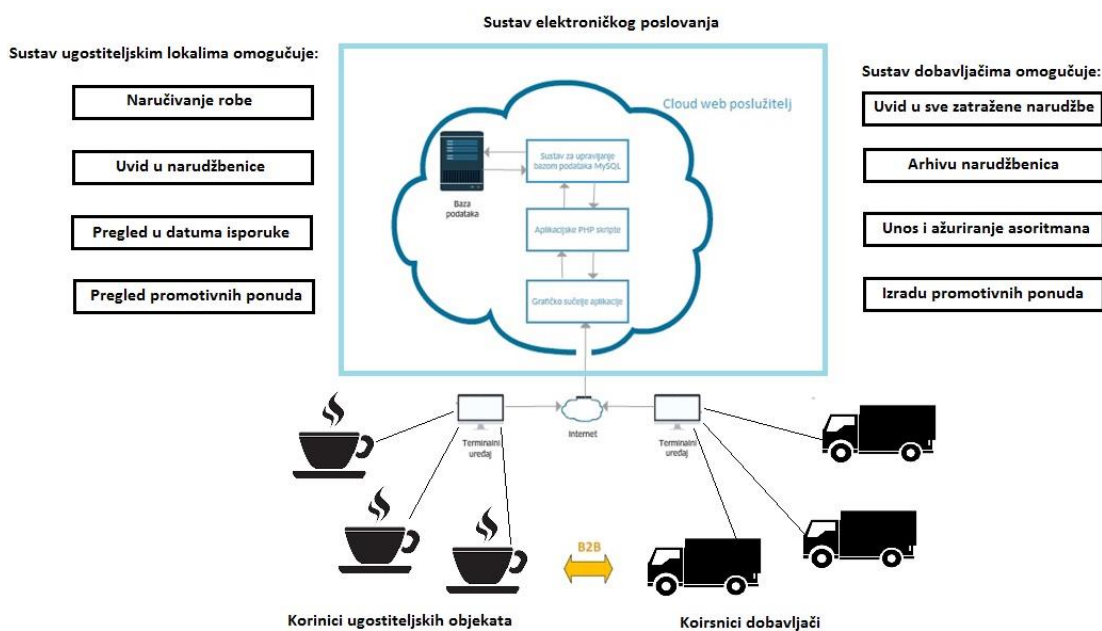 Sustav elektroničkog poslovanja
Sustav ugostiteljskim lokalima omogučuje:
Naručivanje robe
Uvid u narudžbenice
Pregled u datuma isporuke
Pregled promotivnih ponuda
Cloud web poslužitelj
Baza
podataka
Sustav za upravljanje
bazom podataka MySQL
Aplikacijske PHP skripte
Grafičko sučelje aplikacije
Sustav dobavljačima omogučuje:
Uvid u sve zatražene narudžbe
Arhivu narudžbenica
Unos i ažuriranje asoritmana
Izradu promotivnih ponuda
Terminalni
uređaj
Internet
Terminalni
uređaj
B2B
Korinici ugostiteljskih objekata
Koirsnici dobavljači